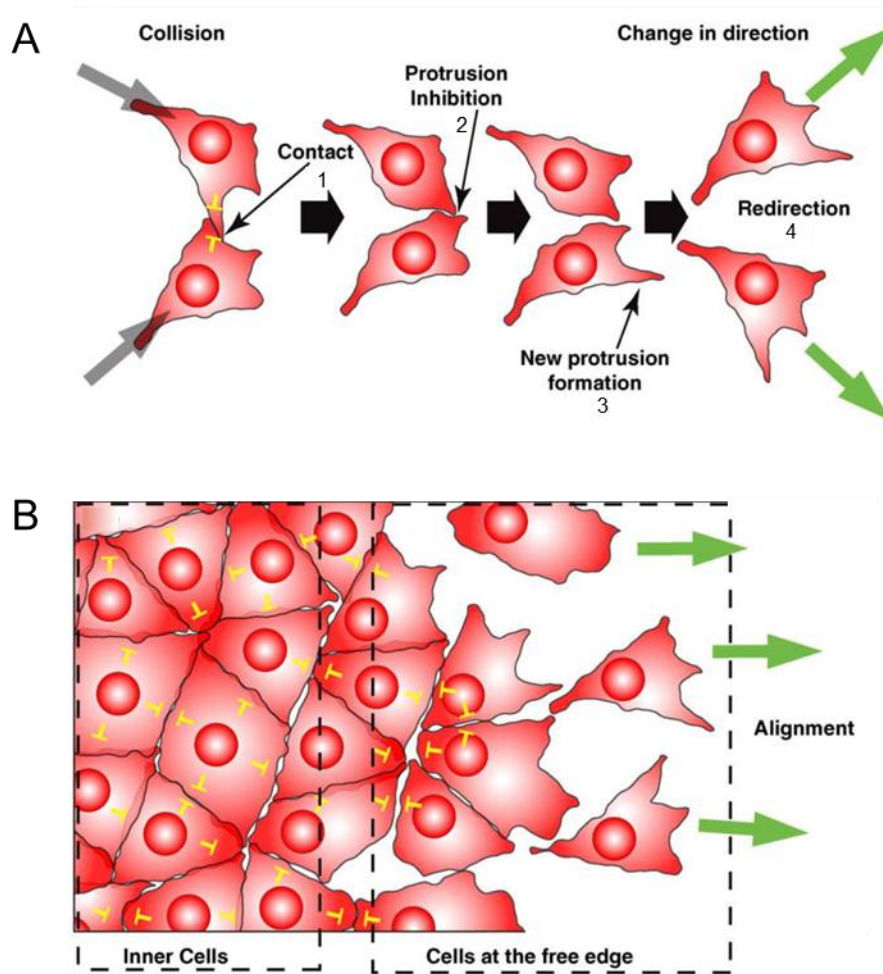 A
Collision
Change in direction
Protrusion
Inhibition
2
Contact
1
Redirection
4
New protrusion
formation
3
B
Alignment
Inner Cells
Cells at the free edge